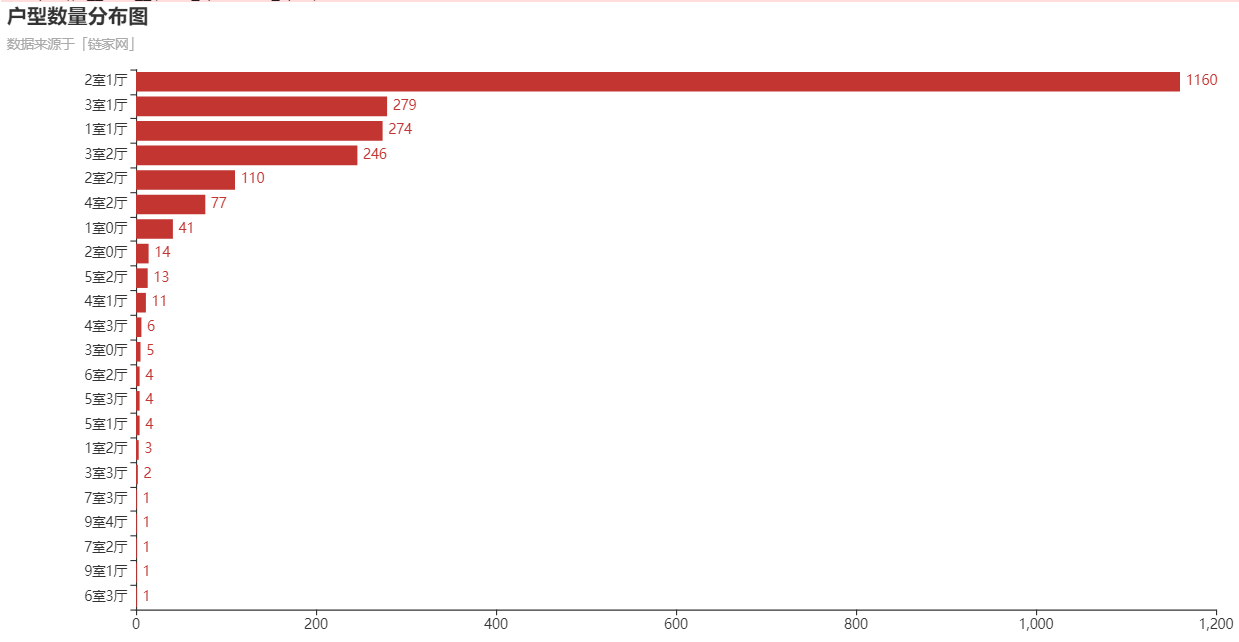 户型数量分布图
数据来源于「链家网」
2室1厅 1160
3室1厅 279
1室1厅 274
3室2厅 246
2室2厅 110
4室2厅 77
1室0厅 41
2室0厅 14
5室2厅 13
4室1厅 11
4室3厅 6
3室0厅 5
6室2厅 4
5室3厅 4
5室1厅 4
1室2厅 3
3室3厅 2
7室3厅 1
9室4厅 1
7室2厅 1
9室1厅 1
6室3厅 1
0 200 400 600 800 1,000 1,200